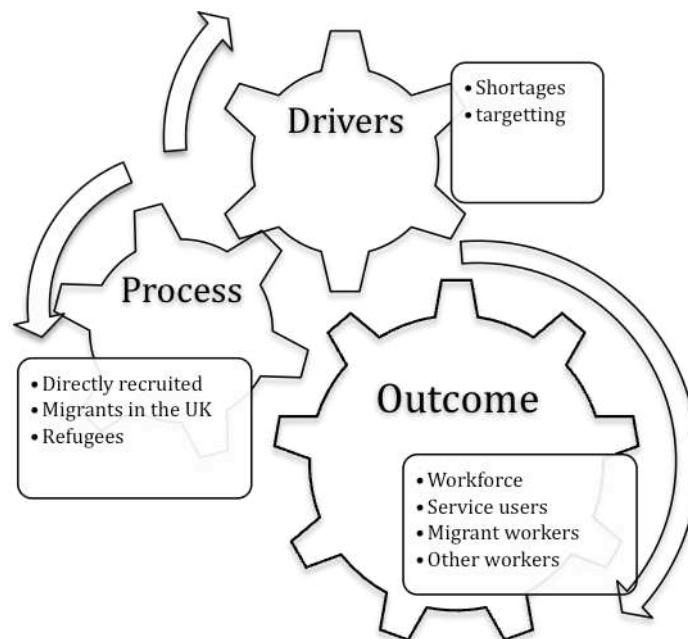 Drivers
• Shortages
• targetting
Process
• Directly recruited
• Migrants in the UK
• Refugees
Outcome
• Workforce
• Service users
• Migrant workers
• Other workers